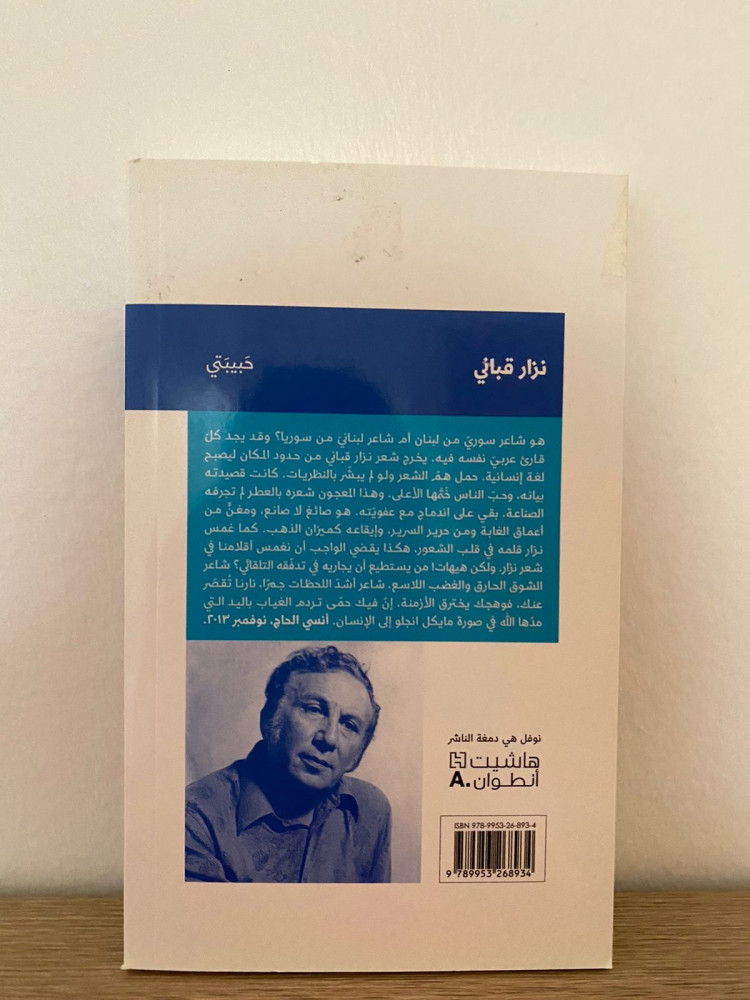 نزار قباني
حَبيبَتي
هو شاعر سوريّ من لبنان أم شاعر لبنانيّ من سوريا؟ وقد يجد كلّ
قارئ عربيّ نفسه فيه. يخرج شعر نزار قباني من حدود المكان ليصبح
لغة إنسانية. حمل همّ الشعر ولو لم يبشّر بالنظريات. كانت قصيدته
بيانه، وحبّ الناس خَتْمها الأعلى. وهذا المعجون شعره بالعطر لم تجرفه
الصناعة. بقي على اندماج مع عفويّته. هو صائغ لا صانع، ومغنٍّ من
أعماق الغابة ومن حرير السرير، وإيقاعه كميزان الذهب. كما غمس
نزار قلمه في قلب الشعور، هكذا يقضي الواجب أن نغمس أقلامنا في
شعر نزار. ولكن هيهات! من يستطيع أن يجاريه في تدفّقه التلقائي؟ شاعر
الشوق الحارق والغضب اللاسع، شاعر أشدّ اللحظات جمرًا، نارنا تُقصّر
عنك، فوهجك يخترق الأزمنة. إنّ فيك حمّى تردم الغياب باليد التي
مدّها الله في صورة مايكل انجلو إلى الإنسان. أنسي الحاج، نوفمبر ٢٠١٣.
نوفل هي دمغة الناشر
هاشيت
أنطوان A.
ISBN 978-9953-26-893-4
9 789953 268934